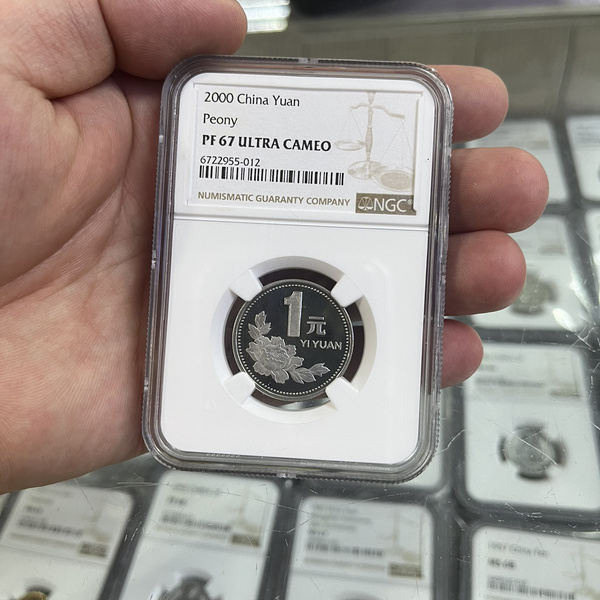 2000 China Yuan
Peony
PF 67 ULTRA CAMEO
6722955-012
NUMISMATIC GUARANTY COMPANY NGC
1元
YI YUAN